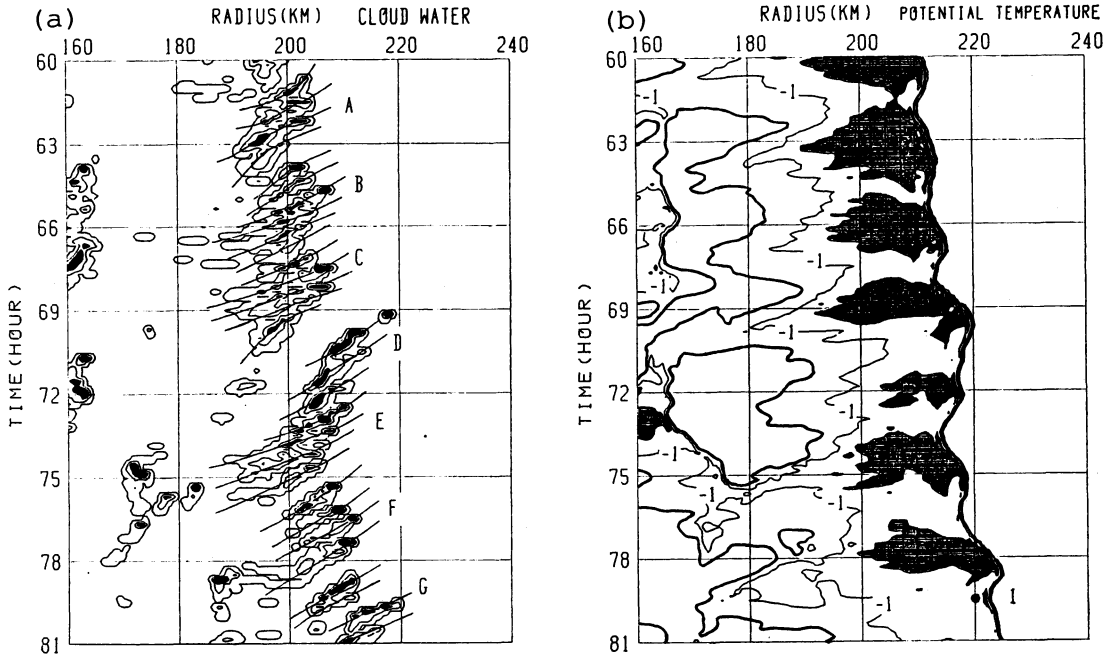 (a) RADIUS(KM) CLOUD WATER
160 180 200 220 240
60
63
66
69
72
75
78
81
TIME(HOUR)
A
B
C
D
E
F
G
(b) RADIUS(KM) POTENTIAL TEMPERATURE
160 180 200 220 240
60
63
66
69
72
75
78
81
TIME(HOUR)
-1
-1
-1
-1
-1
-1
-1
-1
-1
-1
-1
1